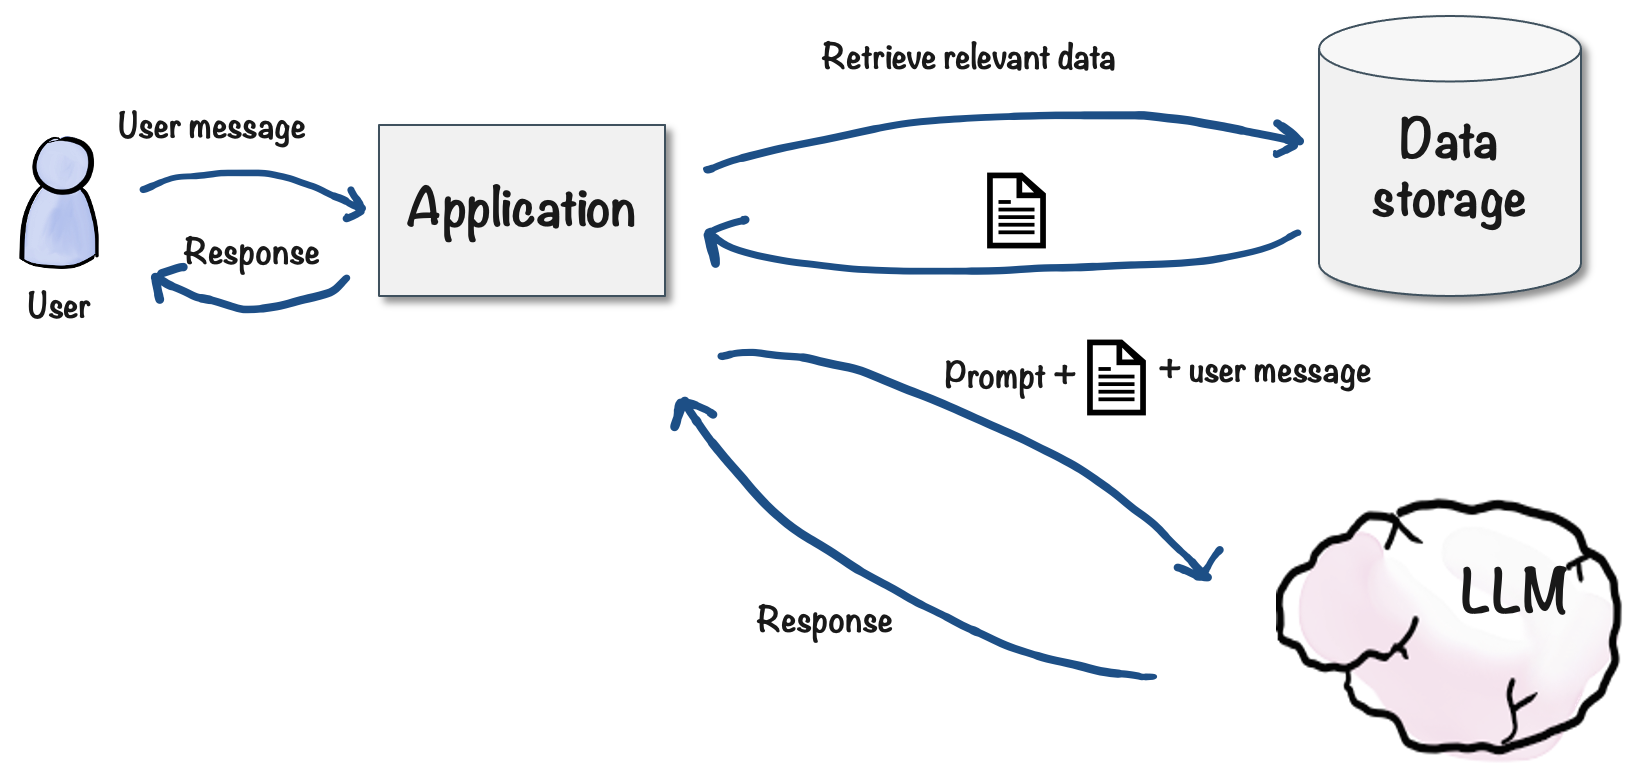 Retrieve relevant data
User message
Application
Data
storage
Response
User
Prompt + + user message
LLM
Response